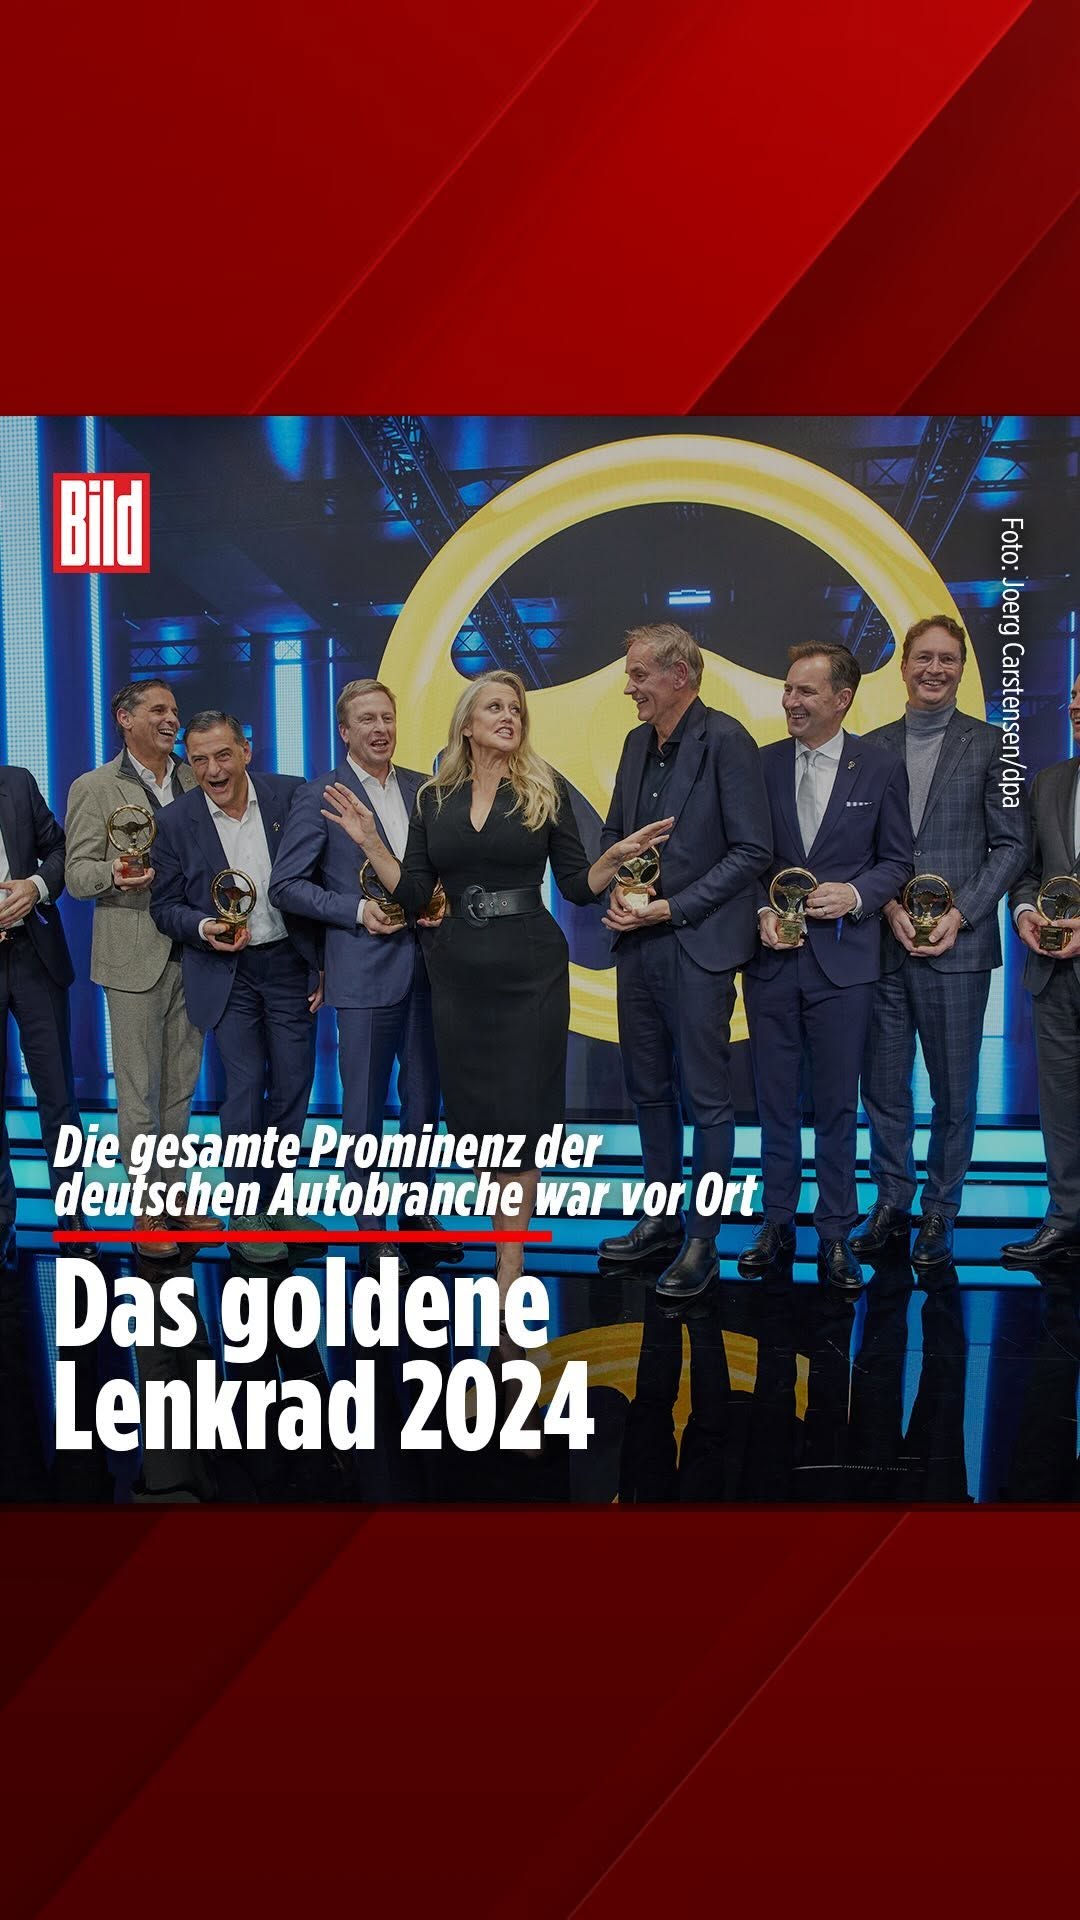 Bild
Foto: Joerg Carstensen/dpa
Die gesamte Prominenz der
deutschen Autobranche war vor Ort
Das goldene
Lenkrad 2024